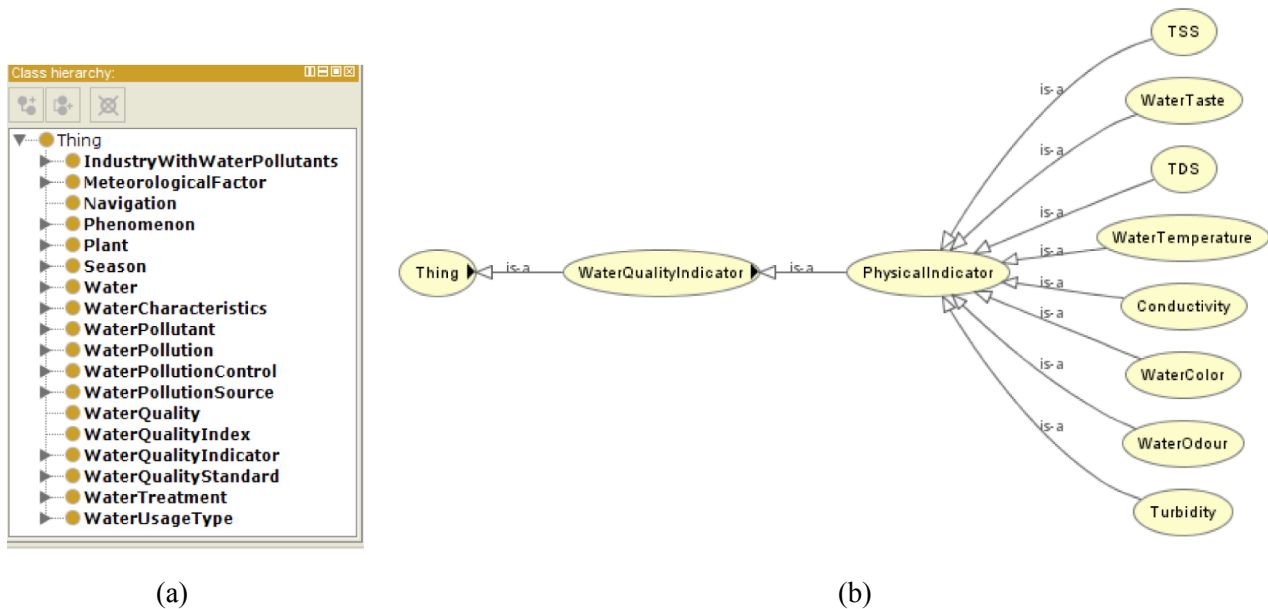 Class hierarchy:
Thing
IndustryWithWaterPollutants
MeteorologicalFactor
Navigation
Phenomenon
Plant
Season
Water
WaterCharacteristics
WaterPollutant
WaterPollution
WaterPollutionControl
WaterPollutionSource
WaterQuality
WaterQualityIndex
WaterQualityIndicator
WaterQualityStandard
WaterTreatment
WaterUsageType
(a)
TSS
is-a
WaterTaste
is-a
TDS
is-a
WaterTemperature
is-a
Thing
is-a
WaterQualityIndicator
is-a
PhysicalIndicator
is-a
Conductivity
is-a
WaterColor
is-a
WaterOdour
is-a
Turbidity
(b)